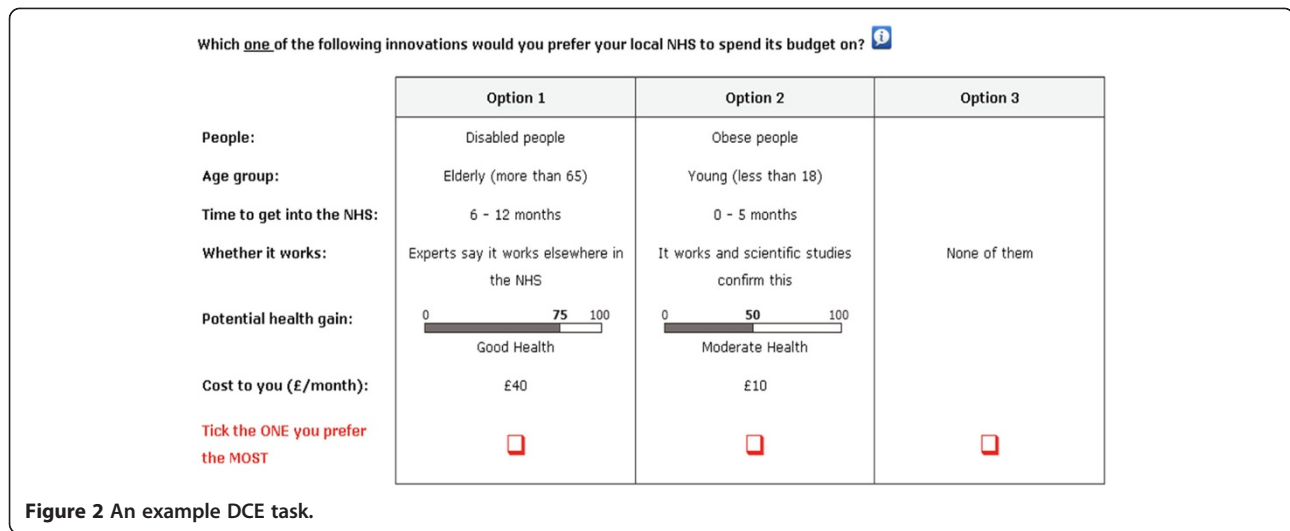 Which one of the following innovations would you prefer your local NHS to spend its budget on?
Option 1 Option 2 Option 3
People: Disabled people Obese people
Age group: Elderly (more than 65) Young (less than 18)
Time to get into the NHS: 6 - 12 months 0 - 5 months
Whether it works: Experts say it works elsewhere in It works and scientific studies None of them
the NHS confirm this
0 75 100 0 50 100
Potential health gain:
Good Health Moderate Health
Cost to you (£/month): £40 £10
Tick the ONE you prefer
the MOST
Figure 2 An example DCE task.